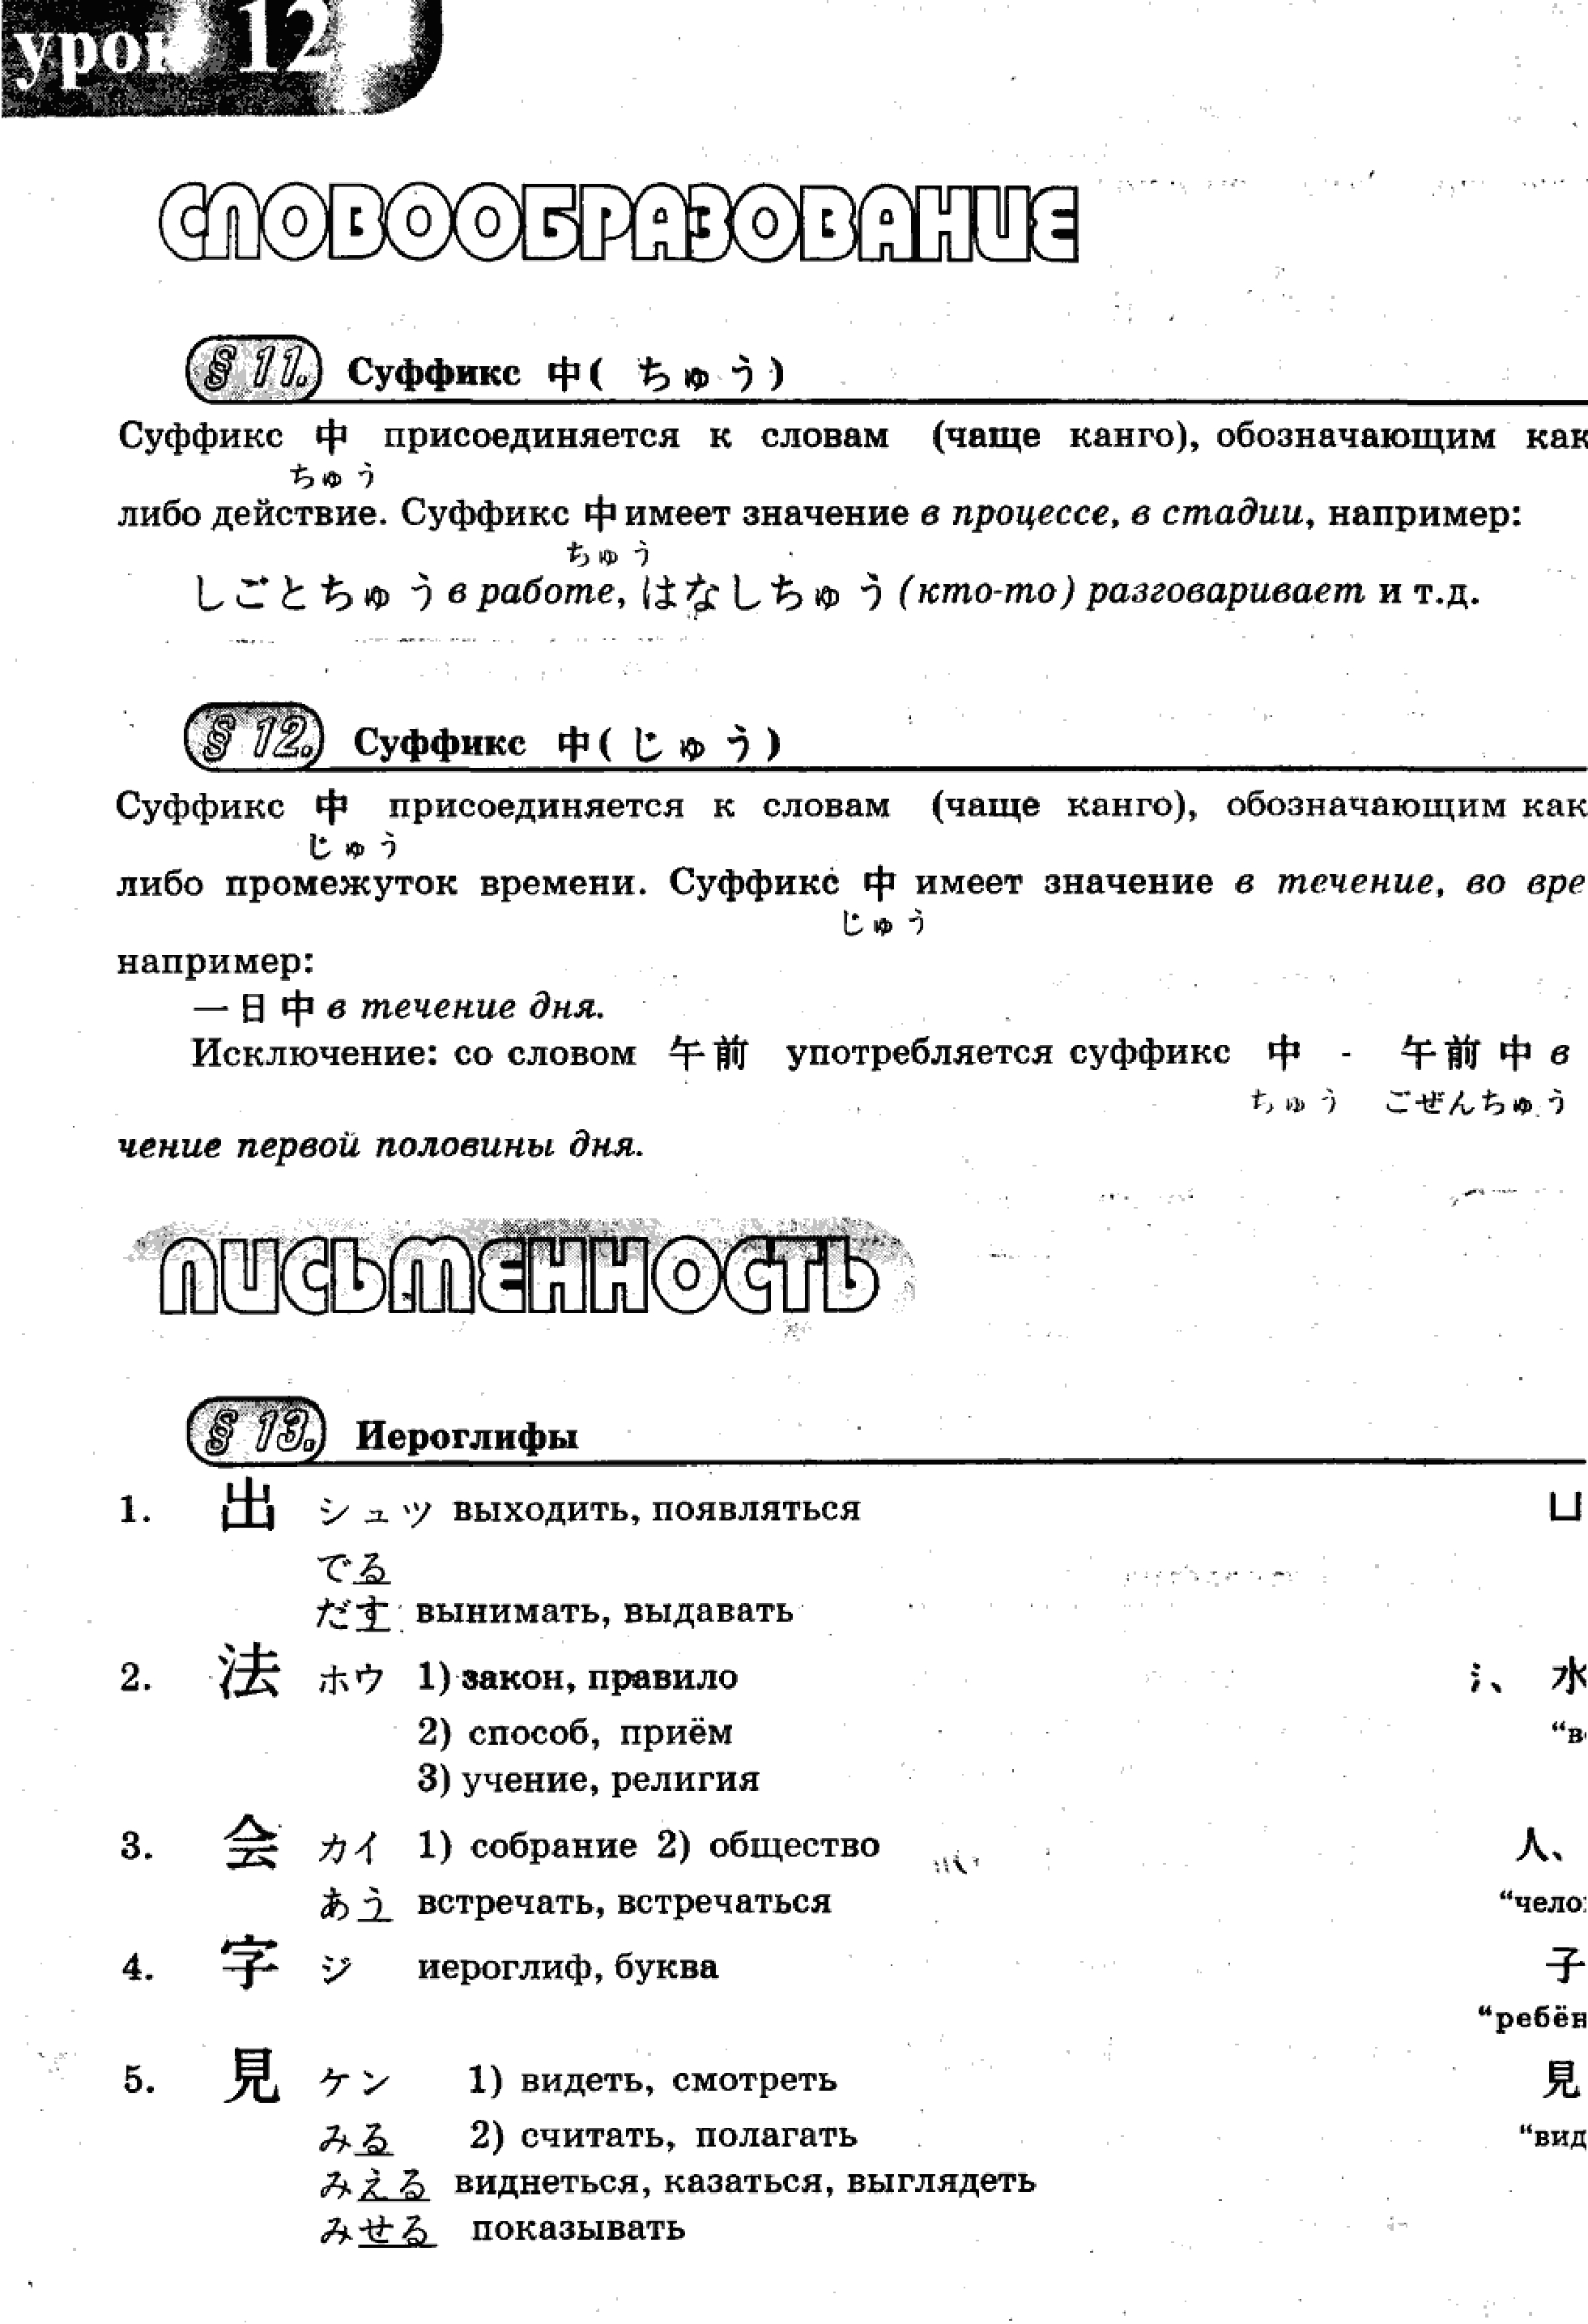 урок 12
СЛОВООБРАЗОВАНИЕ
§ 11. Суффикс 中( ちゅう)
Суффикс 中 присоединяется к словам (чаще канго), обозначающим как
ちゅう
либо действие. Суффикс 中 имеет значение в процессе, в стадии, например:
ちゅう
しごとちゅう в работе, はなしちゅう (кто-то) разговаривает и т.д.
§ 12. Суффикс 中( じゅう)
Суффикс 中 присоединяется к словам (чаще канго), обозначающим как
じゅう
либо промежуток времени. Суффикс 中 имеет значение в течение, во вре
じゅう
например:
一日中 в течение дня.
Исключение: со словом 午前 употребляется суффикс 中 - 午前中 в
ちゅう ごぜんちゅう
чение первой половины дня.
ПИСЬМЕННОСТЬ
§ 13. Иероглифы
1. 出 シュツ выходить, появляться 凵
でる
だす вынимать, выдавать
2. 法 ホウ 1) закон, правило 氵、 水
2) способ, приём “в
3) учение, религия
3. 会 カイ 1) собрание 2) общество 人、
あう встречать, встречаться “чело
4. 字 ジ иероглиф, буква 子
“ребён
5. 見 ケン 1) видеть, смотреть 見
みる 2) считать, полагать “вид
みえる виднеться, казаться, выглядеть
みせる показывать